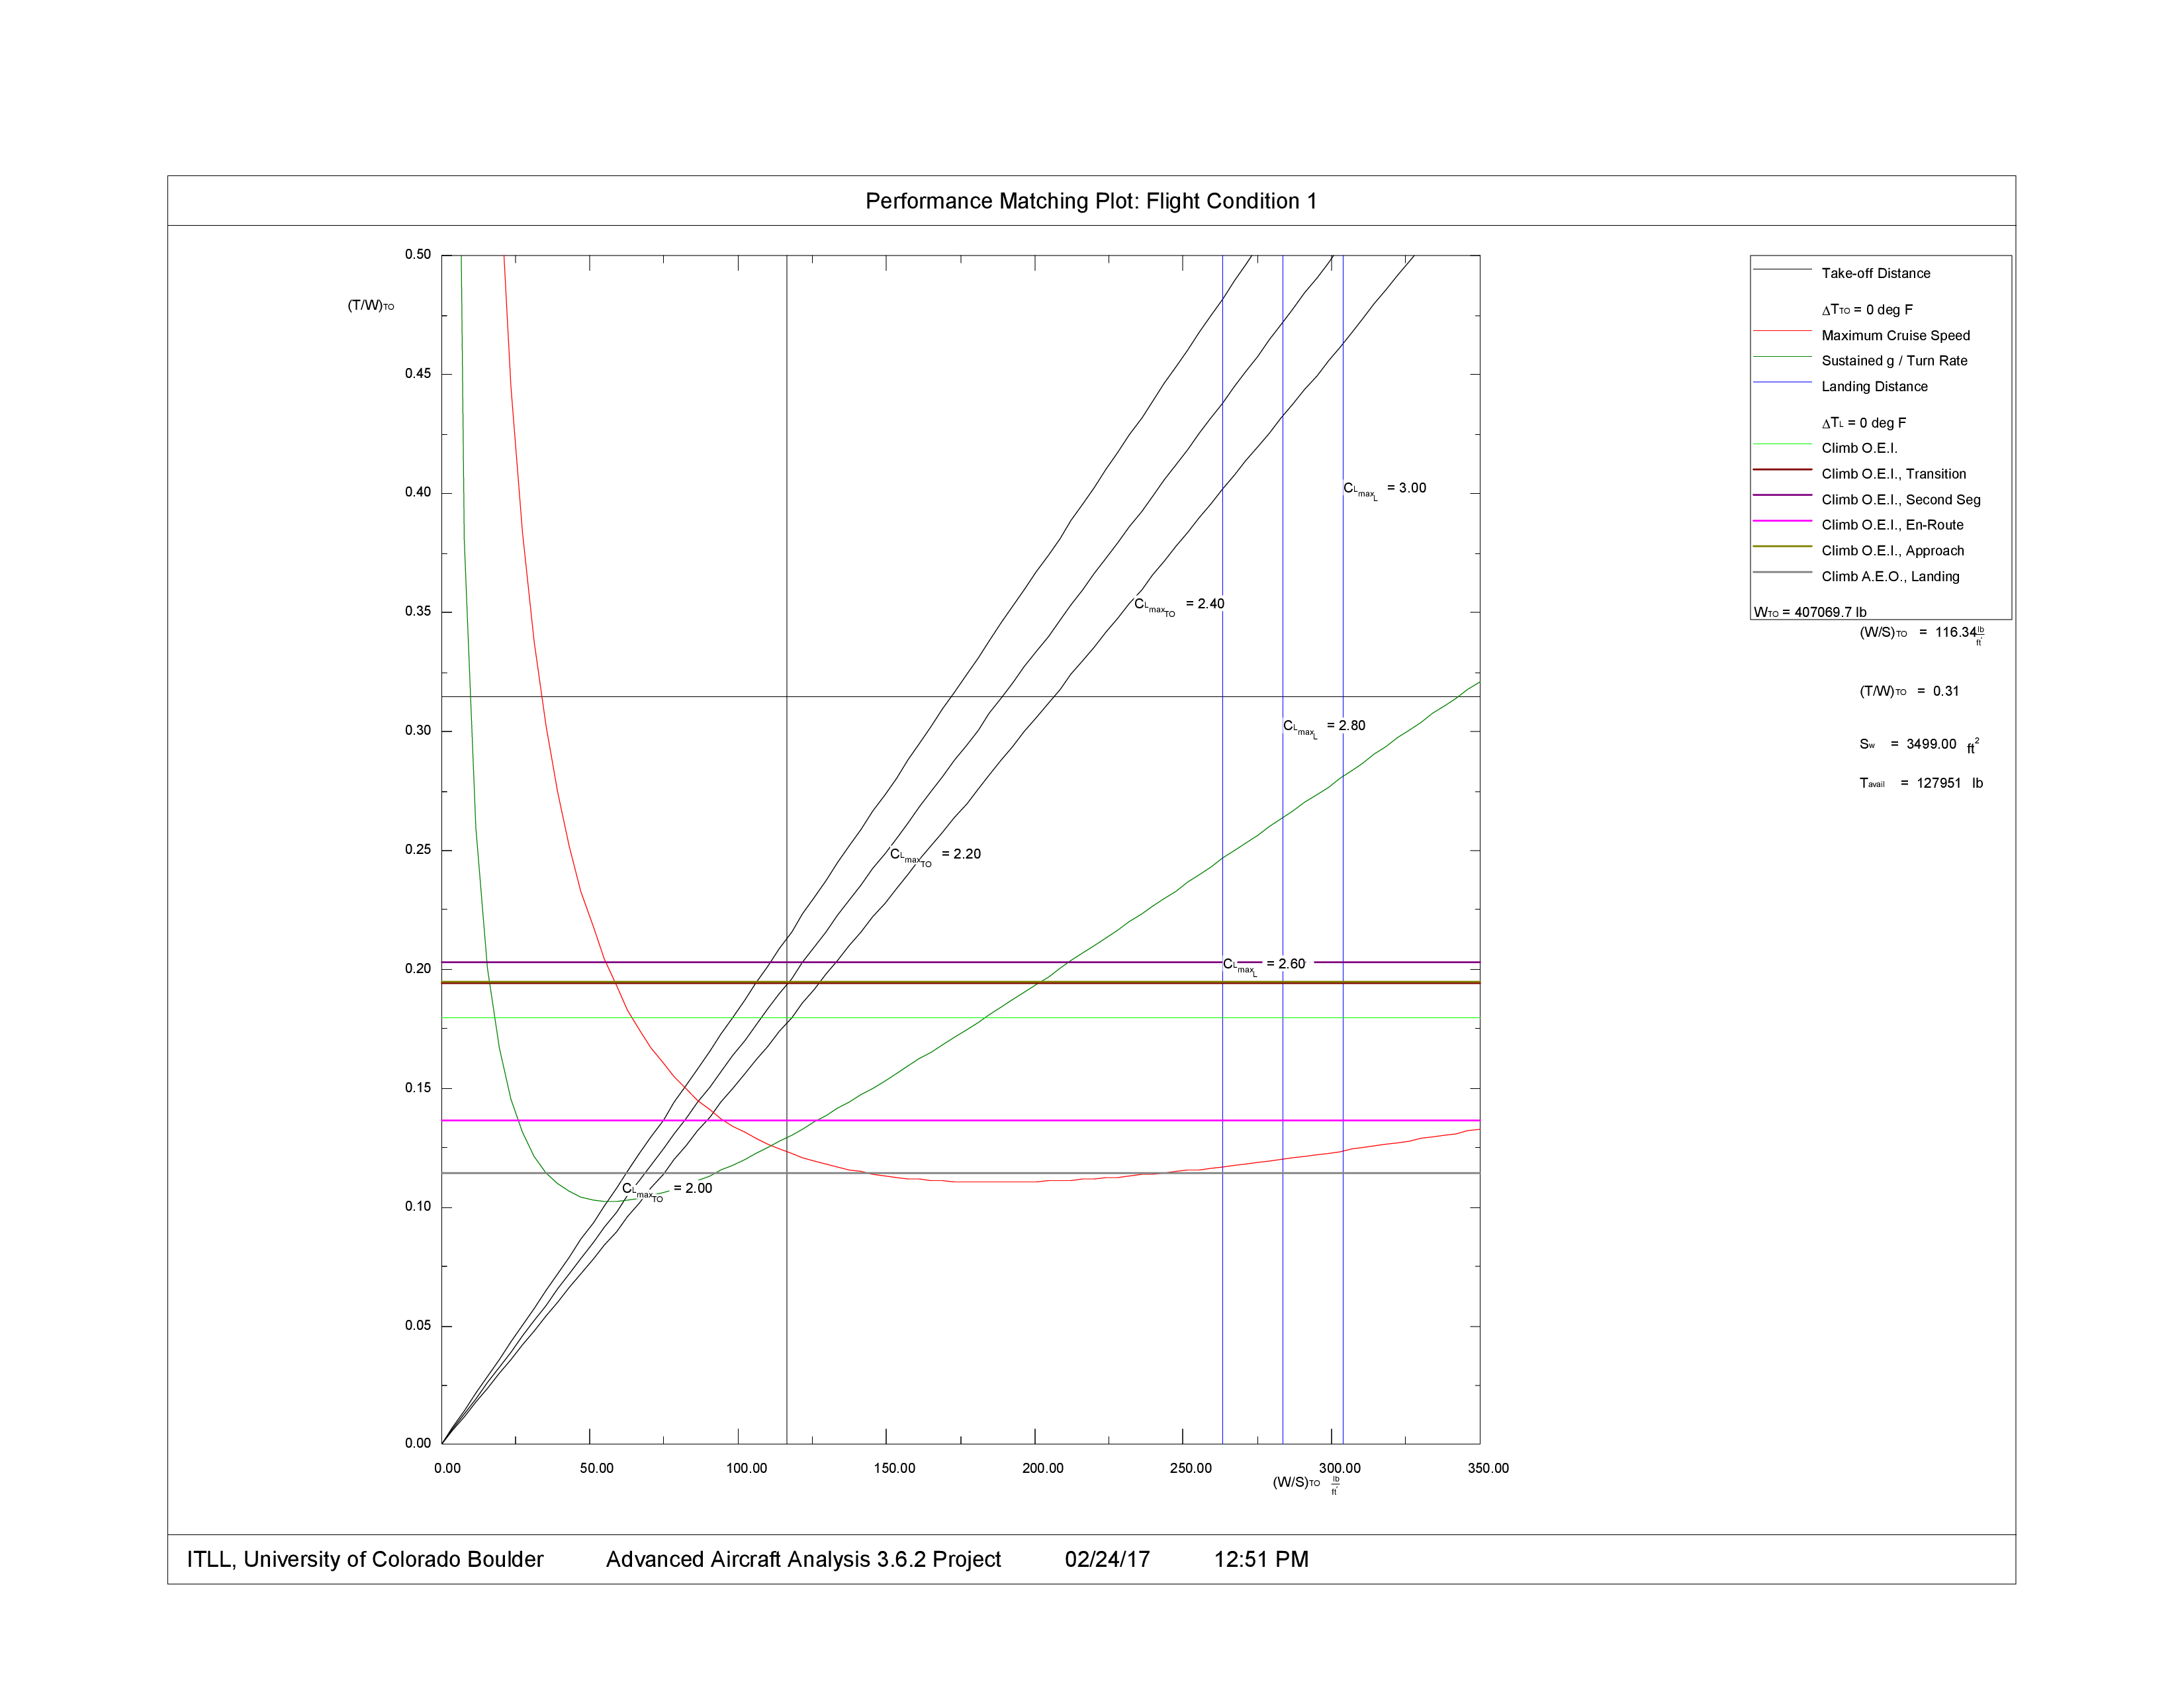 Performance Matching Plot: Flight Condition 1
0.50
(T/W)TO
0.45
0.40
0.35
0.30
0.25
0.20
0.15
0.10
0.05
0.00
CLmaxL = 3.00
CLmaxTO = 2.40
CLmaxL = 2.80
CLmaxTO = 2.20
CLmaxL = 2.60
CLmaxTO = 2.00
0.00 50.00 100.00 150.00 200.00 250.00 300.00 350.00
(W/S)TO lb/ft²
Take-off Distance
ΔTTO = 0 deg F
Maximum Cruise Speed
Sustained g / Turn Rate
Landing Distance
ΔTL = 0 deg F
Climb O.E.I.
Climb O.E.I., Transition
Climb O.E.I., Second Seg
Climb O.E.I., En-Route
Climb O.E.I., Approach
Climb A.E.O., Landing
WTO = 407069.7 lb
(W/S)TO = 116.34 lb/ft²
(T/W)TO = 0.31
Sw = 3499.00 ft²
Tavail = 127951 lb
ITLL, University of Colorado Boulder Advanced Aircraft Analysis 3.6.2 Project 02/24/17 12:51 PM